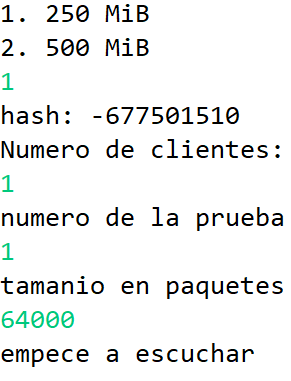 1. 250 MiB
2. 500 MiB
1
hash: -677501510
Numero de clientes:
1
numero de la prueba
1
tamanio en paquetes
64000
empece a escuchar